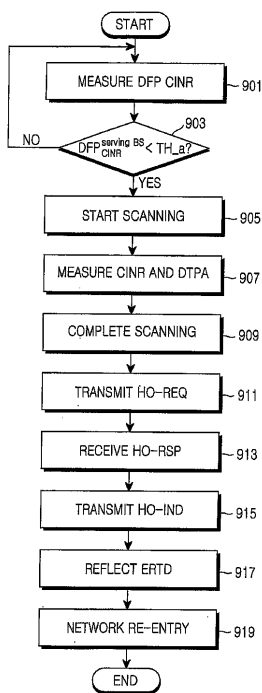 START
MEASURE DFP CINR
901
903
DFP serving BS CINR < TH_a?
NO
YES
START SCANNING
905
MEASURE CINR AND DTPA
907
COMPLETE SCANNING
909
TRANSMIT HO-REQ
911
RECEIVE HO-RSP
913
TRANSMIT HO-IND
915
REFLECT ERTD
917
NETWORK RE-ENTRY
919
END